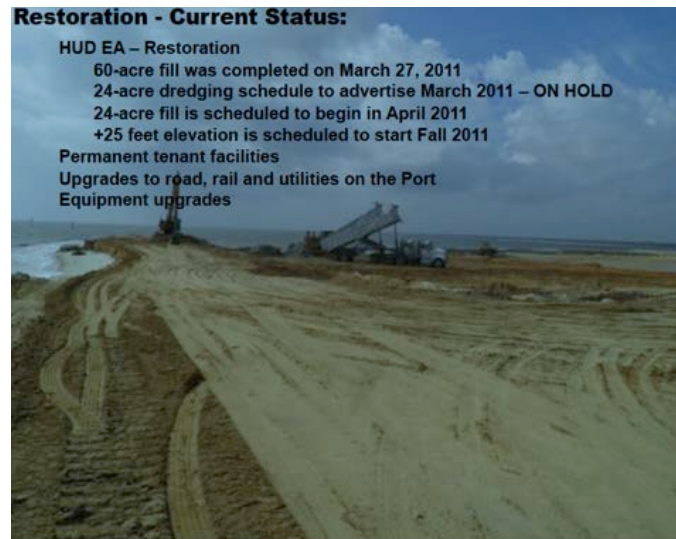 Restoration - Current Status:
HUD EA – Restoration
60-acre fill was completed on March 27, 2011
24-acre dredging schedule to advertise March 2011 – ON HOLD
24-acre fill is scheduled to begin in April 2011
+25 feet elevation is scheduled to start Fall 2011
Permanent tenant facilities
Upgrades to road, rail and utilities on the Port
Equipment upgrades